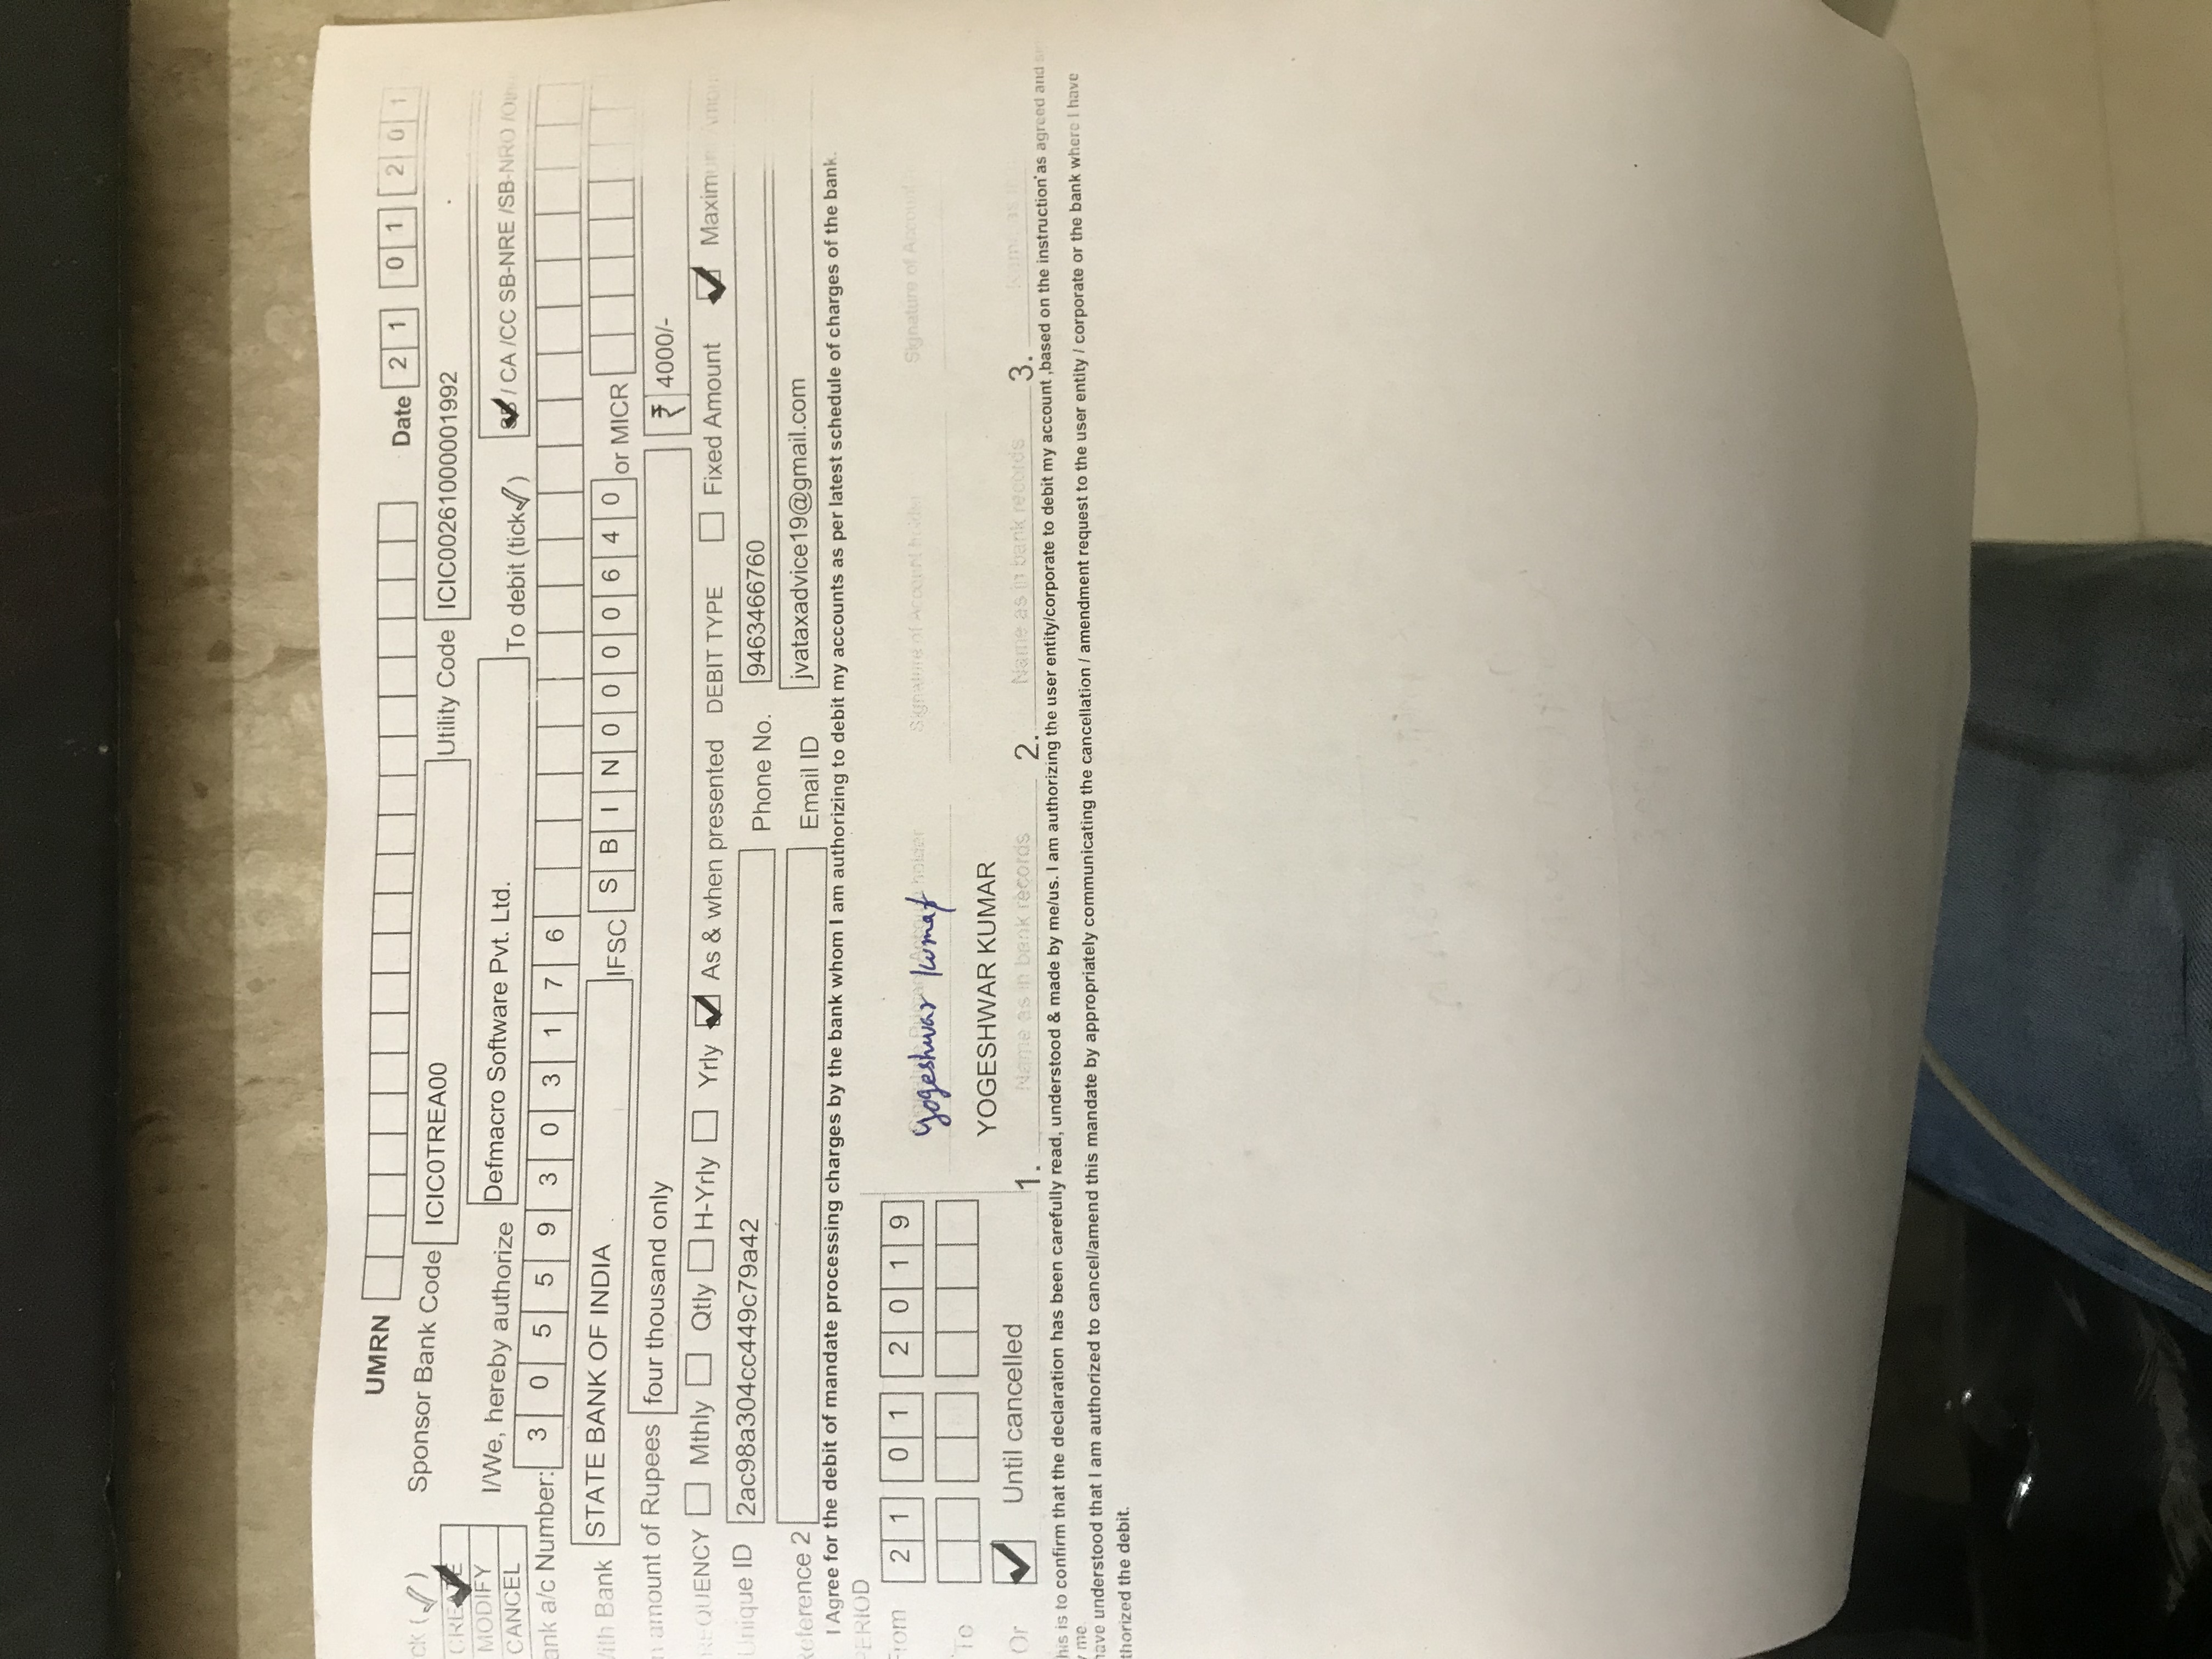 UMRN Date 2 1 0 1 2 0 1
ck (✓) Sponsor Bank Code ICIC0TREA00 Utility Code ICIC00261000001992
CREATE
MODIFY I/We, hereby authorize Defmacro Software Pvt. Ltd. To debit (tick✓) SB / CA /CC SB-NRE /SB-NRO
CANCEL
ank a/c Number: 3 0 5 5 9 3 0 3 1 7 6
With Bank STATE BANK OF INDIA IFSC S B I N 0 0 0 0 6 4 0 or MICR
amount of Rupees four thousand only ₹ 4000/-
FREQUENCY Mthly Qtly H-Yrly Yrly As & when presented DEBIT TYPE Fixed Amount Maximum Amou
Unique ID 2ac98a304cc449c79a42 Phone No. 9463466760
Reference 2 Email ID jvataxadvice19@gmail.com
I Agree for the debit of mandate processing charges by the bank whom I am authorizing to debit my accounts as per latest schedule of charges of the bank.
PERIOD
From 2 1 0 1 2 0 1 9 Signature Primary Account holder Signature of Account holder Signature of Account
Yogeshwar Kumar
To
YOGESHWAR KUMAR
Or Until cancelled 1. Name as in bank records 2. Name as in bank records 3. Name as in
his is to confirm that the declaration has been carefully read, understood & made by me/us. I am authorizing the user entity/corporate to debit my account ,based on the instruction as agreed and
me
have understood that I am authorized to cancel/amend this mandate by appropriately communicating the cancellation / amendment request to the user entity / corporate or the bank where I have
thorized the debit.